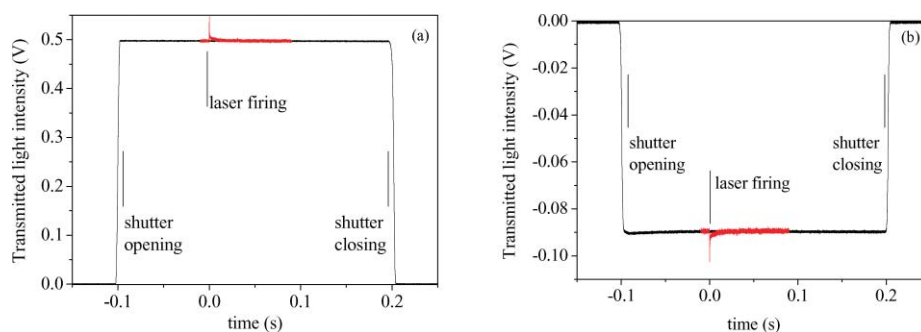 (a)
0.5
0.4
0.3
0.2
0.1
0.0
Transmitted light intensity (V)
laser firing
shutter
opening
shutter
closing
-0.1
0.0
0.1
0.2
time (s)
(b)
0.00
-0.02
-0.04
-0.06
-0.08
-0.10
Transmitted light intensity (V)
shutter
opening
shutter
closing
laser firing
-0.1
0.0
0.1
0.2
time (s)